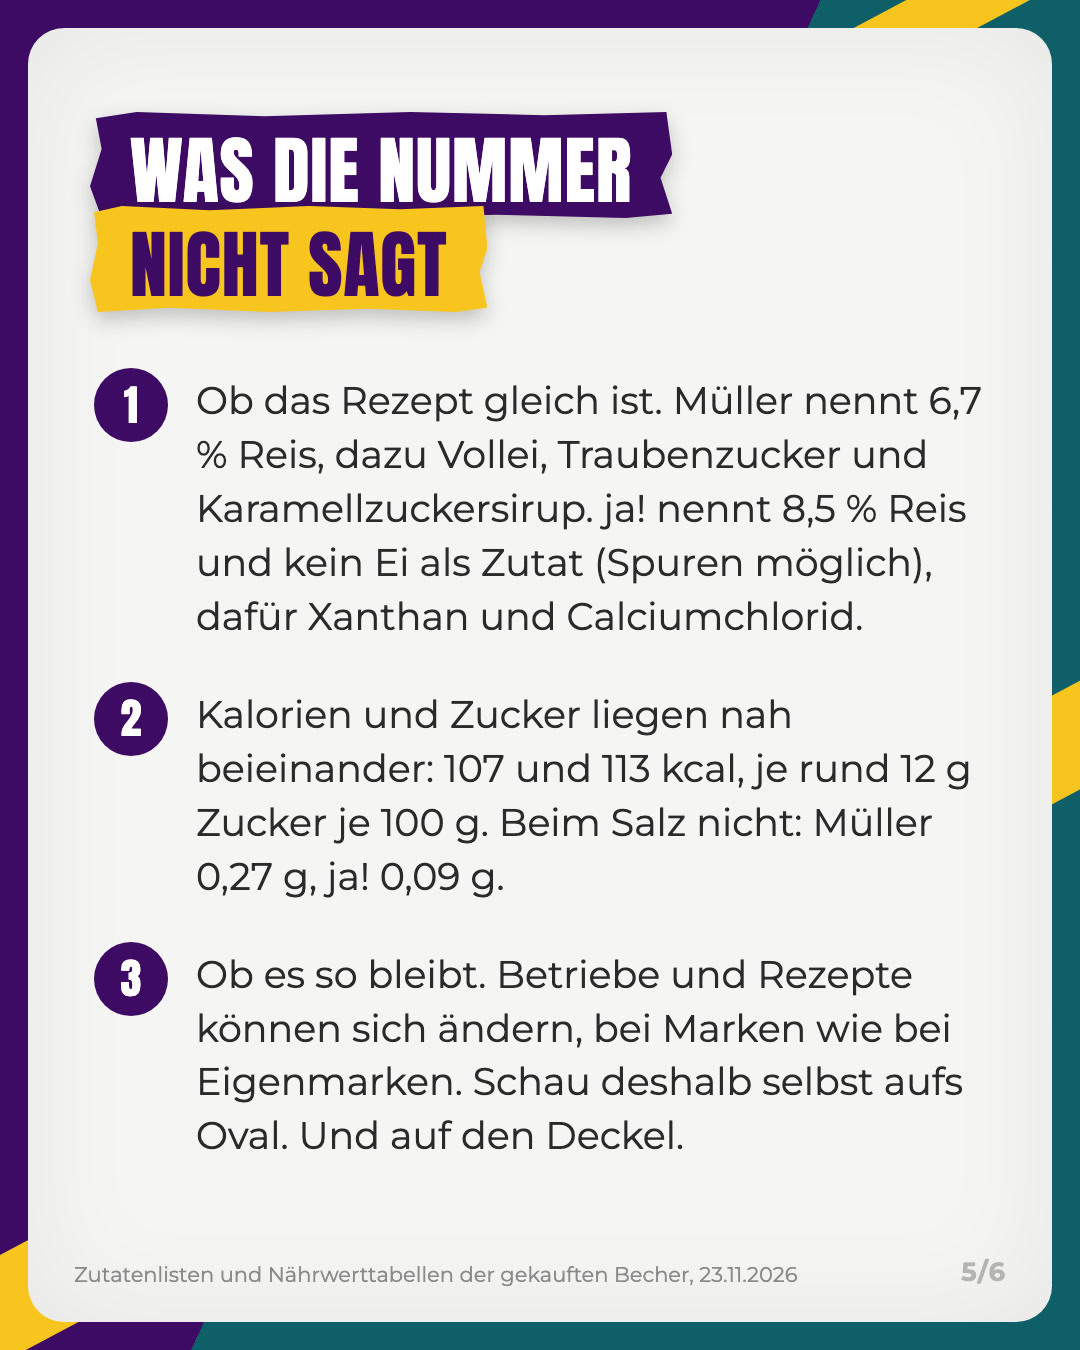 WAS DIE NUMMER
NICHT SAGT
1
Ob das Rezept gleich ist. Müller nennt 6,7
% Reis, dazu Vollei, Traubenzucker und
Karamellzuckersirup. ja! nennt 8,5 % Reis
und kein Ei als Zutat (Spuren möglich),
dafür Xanthan und Calciumchlorid.
2
Kalorien und Zucker liegen nah
beieinander: 107 und 113 kcal, je rund 12 g
Zucker je 100 g. Beim Salz nicht: Müller
0,27 g, ja! 0,09 g.
3
Ob es so bleibt. Betriebe und Rezepte
können sich ändern, bei Marken wie bei
Eigenmarken. Schau deshalb selbst aufs
Oval. Und auf den Deckel.
Zutatenlisten und Nährwerttabellen der gekauften Becher, 23.11.2026
5/6